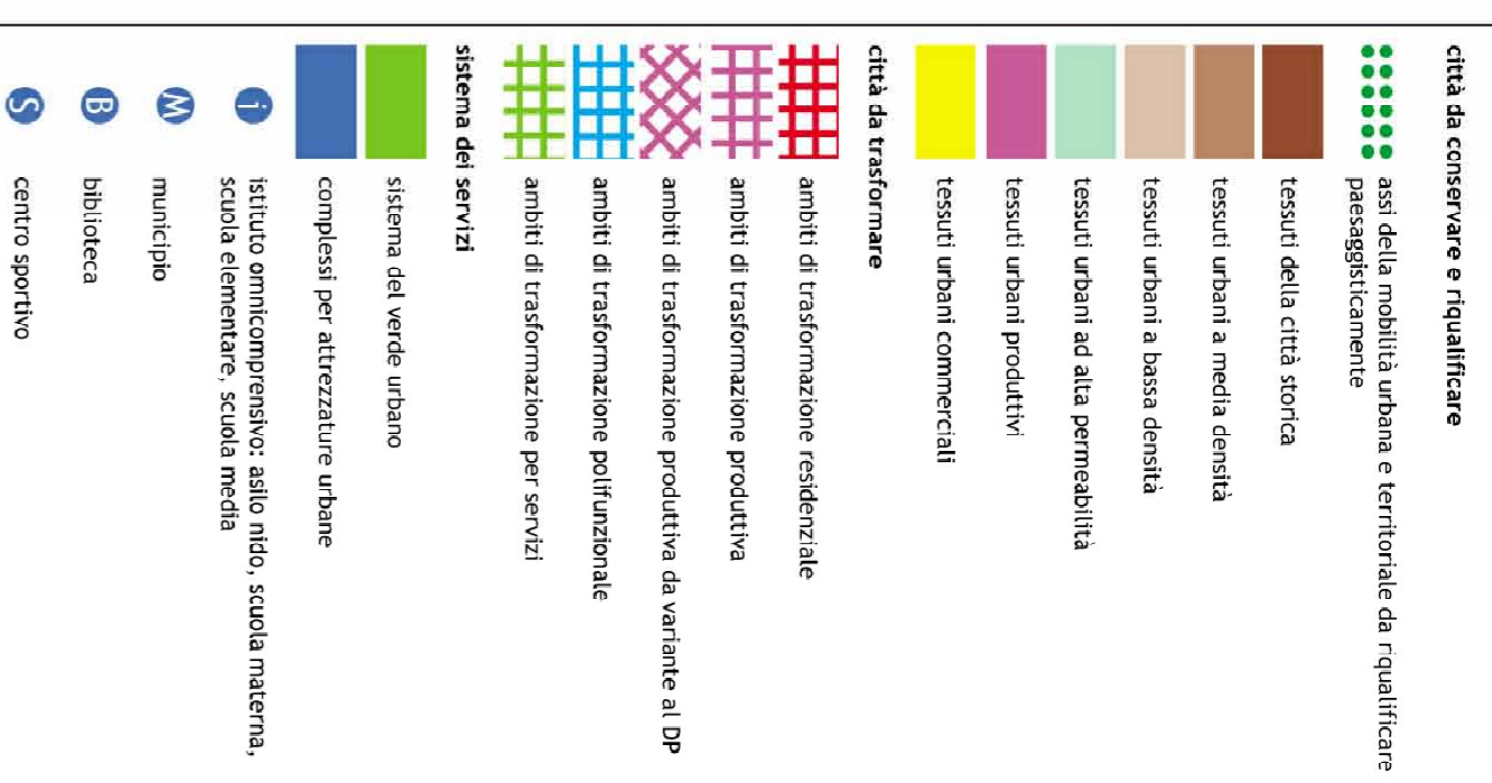 città da conservare e riqualificare
assi della mobilità urbana e territoriale da riqualificare
paesaggisticamente
tessuti della città storica
tessuti urbani a media densità
tessuti urbani a bassa densità
tessuti urbani ad alta permeabilità
tessuti urbani produttivi
tessuti urbani commerciali
città da trasformare
ambiti di trasformazione residenziale
ambiti di trasformazione produttiva
ambiti di trasformazione produttiva da variante al DP
ambiti di trasformazione polifunzionale
ambiti di trasformazione per servizi
sistema dei servizi
sistema del verde urbano
complessi per attrezzature urbane
i istituto omnicomprensivo: asilo nido, scuola materna,
scuola elementare, scuola media
M municipio
B biblioteca
S centro sportivo